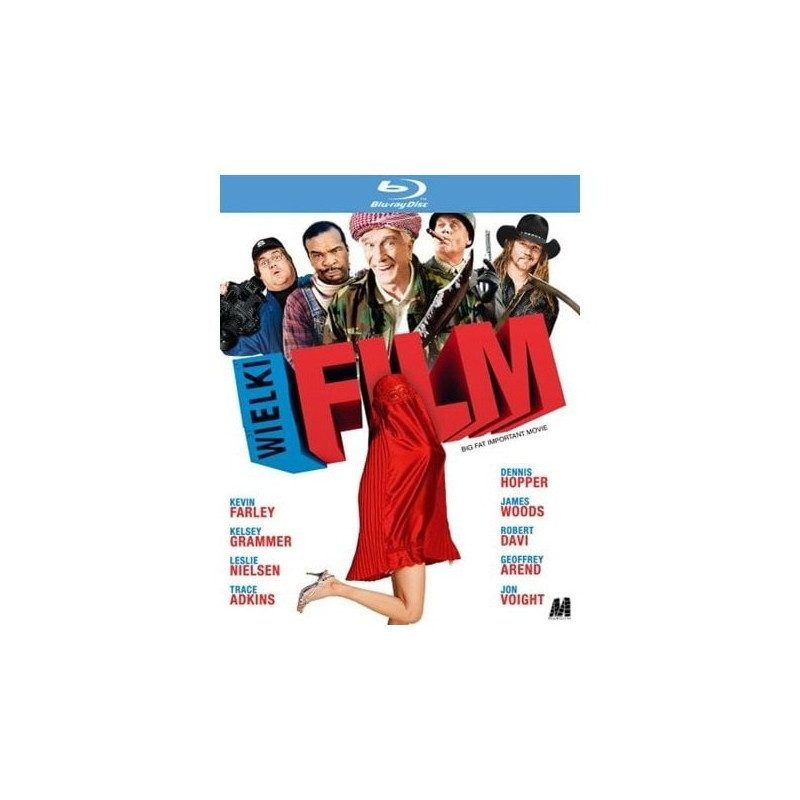 Blu-ray Disc
WIELKI
FILM
BIG FAT IMPORTANT MOVIE
KEVIN
FARLEY
KELSEY
GRAMMER
LESLIE
NIELSEN
TRACE
ADKINS
DENNIS
HOPPER
JAMES
WOODS
ROBERT
DAVI
GEOFFREY
AREND
JON
VOIGHT